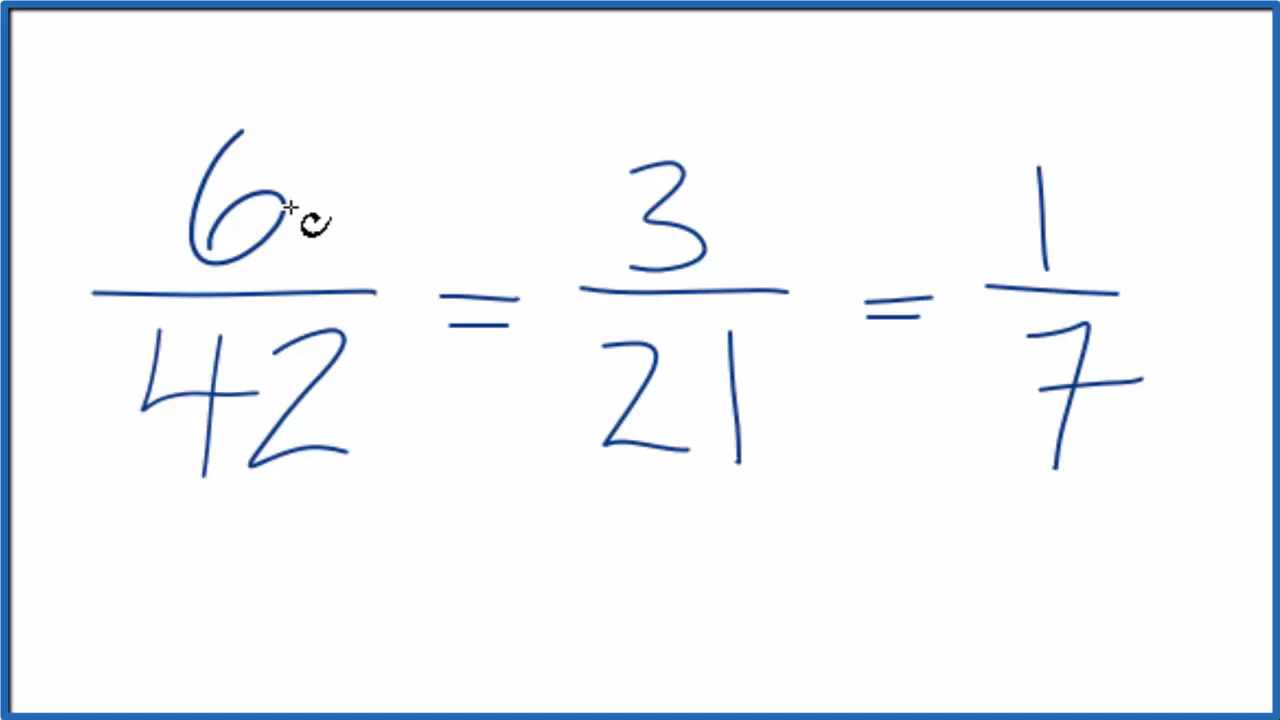 6/42 = 3/21 = 1/7